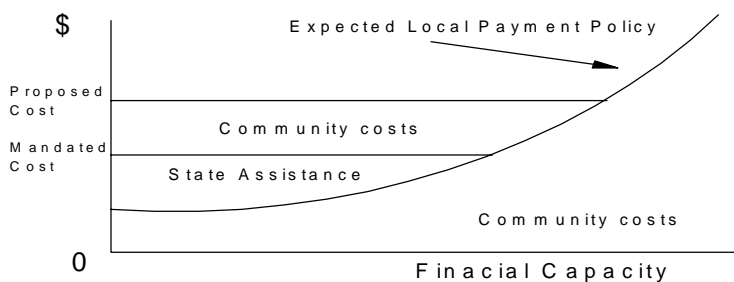 $
Expected Local Payment Policy
Proposed
Cost
Community costs
Mandated
Cost
State Assistance
Community costs
0
Finacial Capacity